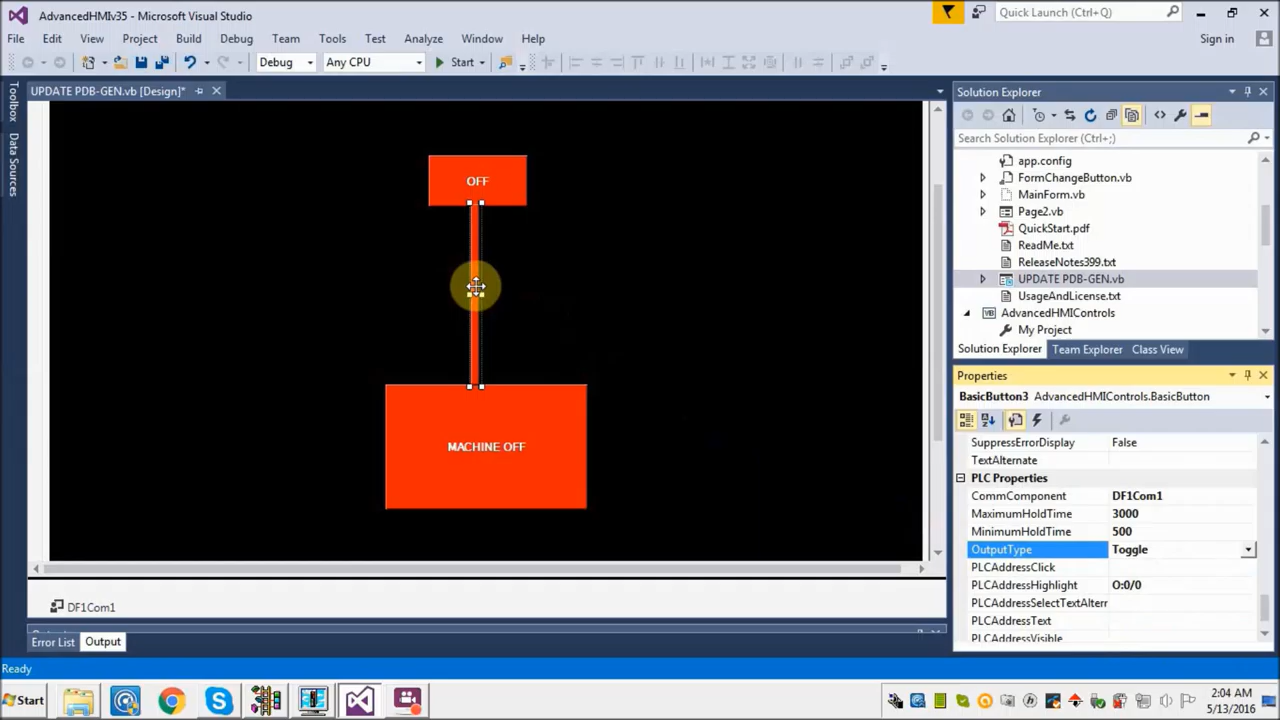 AdvancedHMIv35 - Microsoft Visual Studio
Quick Launch (Ctrl+Q)
File Edit View Project Build Debug Team Tools Test Analyze Window Help
Sign in
Debug Any CPU Start
Toolbox
Data Sources
UPDATE PDB-GEN.vb [Design]*
OFF
MACHINE OFF
DF1Com1
Error List Output
Ready
Solution Explorer
Search Solution Explorer (Ctrl+;)
app.config
FormChangeButton.vb
MainForm.vb
Page2.vb
QuickStart.pdf
ReadMe.txt
ReleaseNotes399.txt
UPDATE PDB-GEN.vb
UsageAndLicense.txt
AdvancedHMIControls
My Project
Solution Explorer Team Explorer Class View
Properties
BasicButton3 AdvancedHMIControls.BasicButton
SuppressErrorDisplay False
TextAlternate
PLC Properties
CommComponent DF1Com1
MaximumHoldTime 3000
MinimumHoldTime 500
OutputType Toggle
PLCAddressClick
PLCAddressHighlight O:0/0
PLCAddressSelectTextAlterr
PLCAddressText
PLCAddressVisible
Start
2:04 AM
5/13/2016